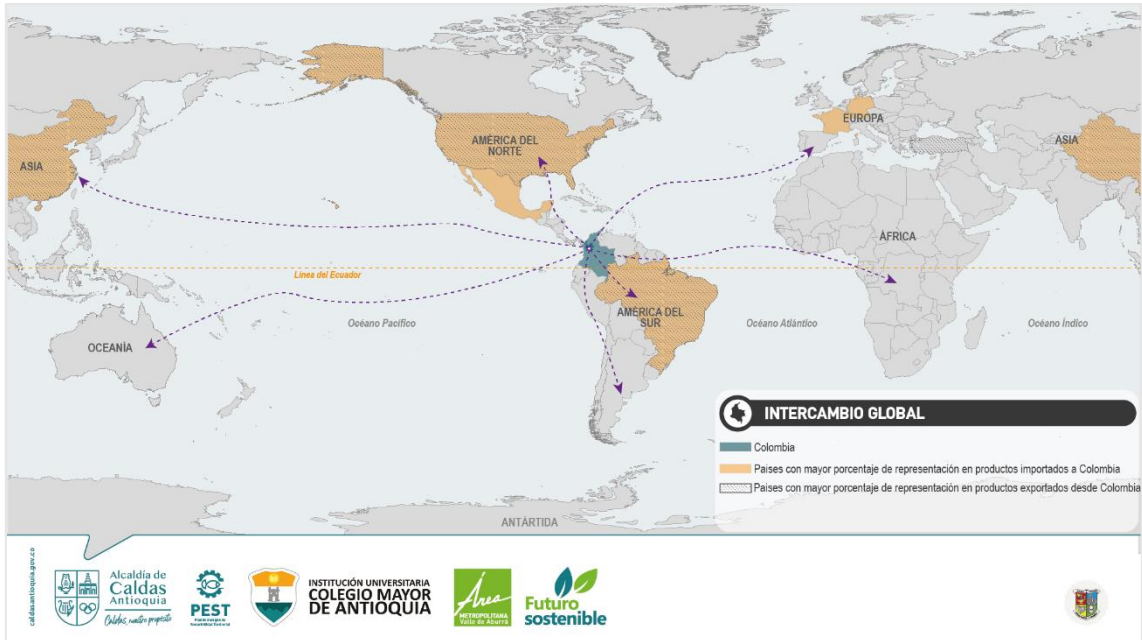 ASIA
AMÉRICA DEL
NORTE
EUROPA
ASIA
ÁFRICA
Línea del Ecuador
AMÉRICA DEL
SUR
Océano Pacífico
Océano Atlántico
Océano Índico
OCEANÍA
INTERCAMBIO GLOBAL
Colombia
Paises con mayor porcentaje de representación en productos importados a Colombia
Paises con mayor porcentaje de representación en productos exportados desde Colombia
ANTÁRTIDA
caldasantioquia.gov.co
Alcaldía de
Caldas
Antioquia
Caldas, nuestro propósito
PEST
INSTITUCIÓN UNIVERSITARIA
COLEGIO MAYOR
DE ANTIOQUIA
Área
METROPOLITANA
Valle de Aburrá
Futuro
sostenible